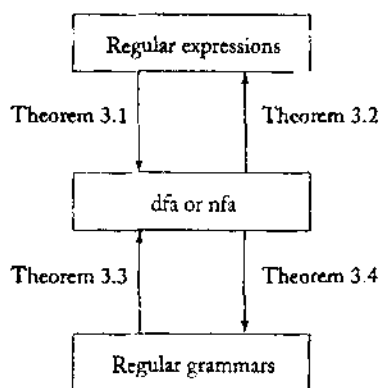 Regular expressions
Theorem 3.1
Theorem 3.2
dfa or nfa
Theorem 3.3
Theorem 3.4
Regular grammars